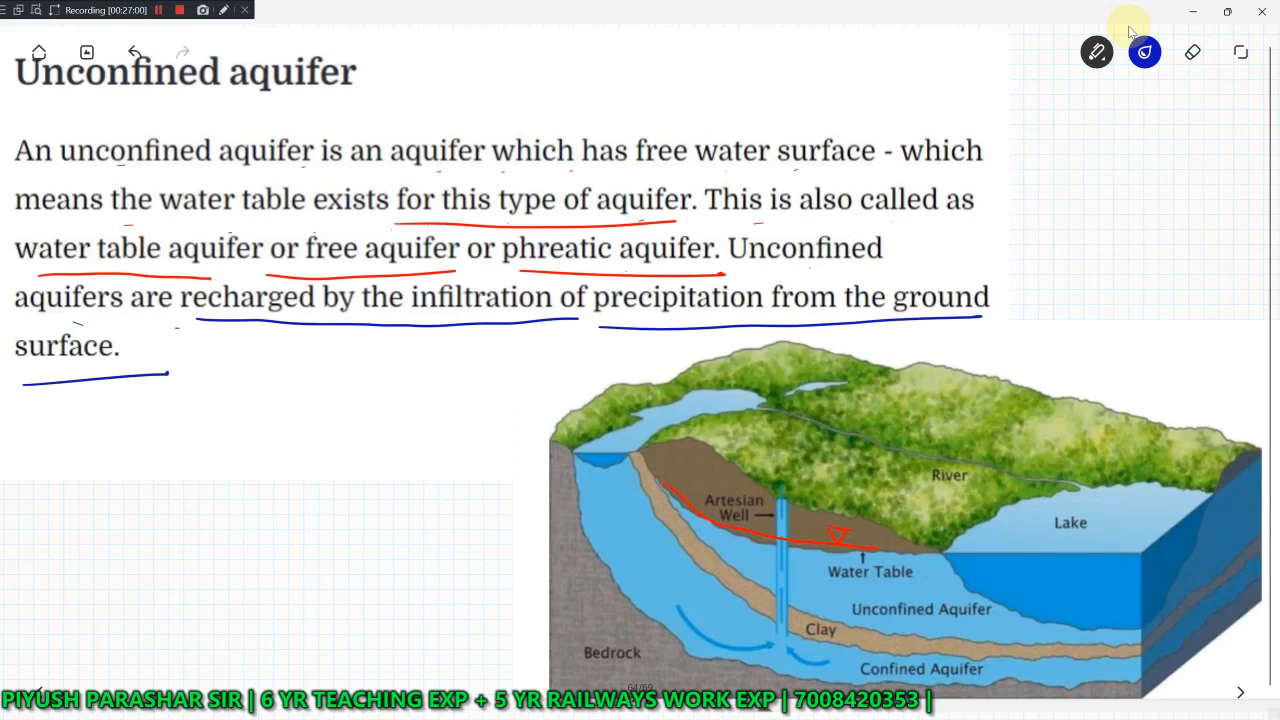 Recording [00:27:00]
Unconfined aquifer
An unconfined aquifer is an aquifer which has free water surface - which
means the water table exists for this type of aquifer. This is also called as
water table aquifer or free aquifer or phreatic aquifer. Unconfined
aquifers are recharged by the infiltration of precipitation from the ground
surface.
River
Artesian
Well
Lake
Water Table
Unconfined Aquifer
Clay
Bedrock
Confined Aquifer
64/69
PIYUSH PARASHAR SIR | 6 YR TEACHING EXP + 5 YR RAILWAYS WORK EXP | 7008420353 |